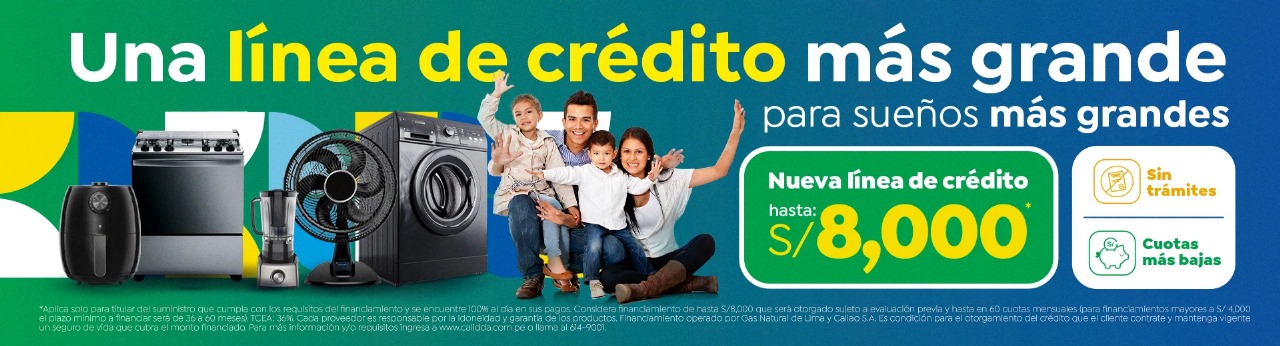 Una línea de crédito más grande
para sueños más grandes
Nueva línea de crédito
hasta:
S/8,000*
Sin
trámites
S/
Cuotas
más bajas
*Aplica solo para titular del suministro que cumpla con los requisitos del financiamiento y se encuentre 100% al día en sus pagos. Considera financiamiento de hasta S/8,000 que será otorgado sujeto a evaluación previa y hasta en 60 cuotas mensuales (para financiamientos mayores a S/ 4,000
el plazo mínimo a financiar será de 36 a 60 meses). TCEA: 36%. Cada proveedor es responsable por la idoneidad y garantía de los productos. Financiamiento operado por Gas Natural de Lima y Callao S.A. Es condición para el otorgamiento del crédito que el cliente contrate y mantenga vigente
un seguro de vida que cubra el monto financiado. Para más información y/o requisitos ingresa a www.calidda.com.pe o llama al 614-9001.